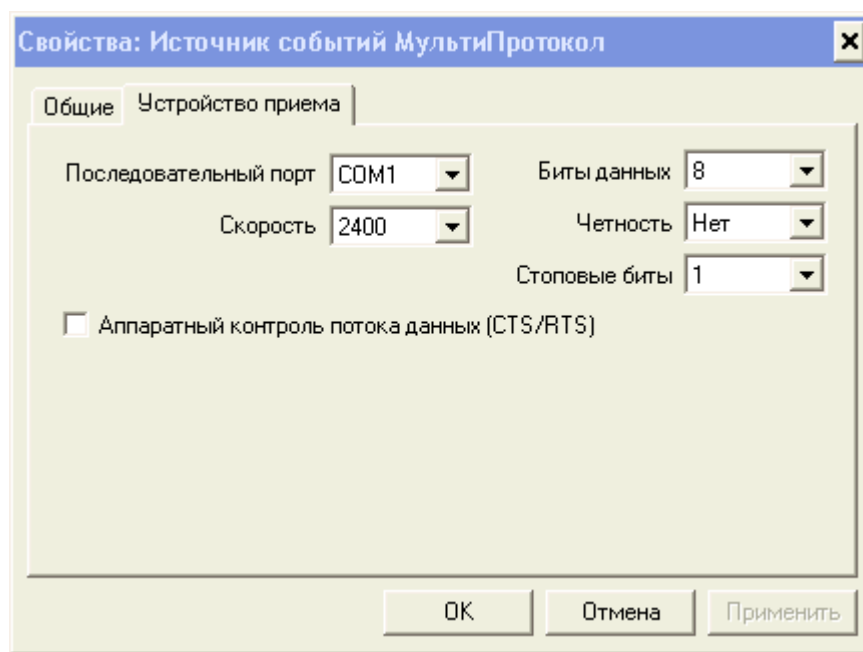 Свойства: Источник событий МультиПротокол
Общие Устройство приема
Последовательный порт COM1 Биты данных 8
Скорость 2400 Четность Нет
Стоповые биты 1
Аппаратный контроль потока данных (CTS/RTS)
OK Отмена Применить